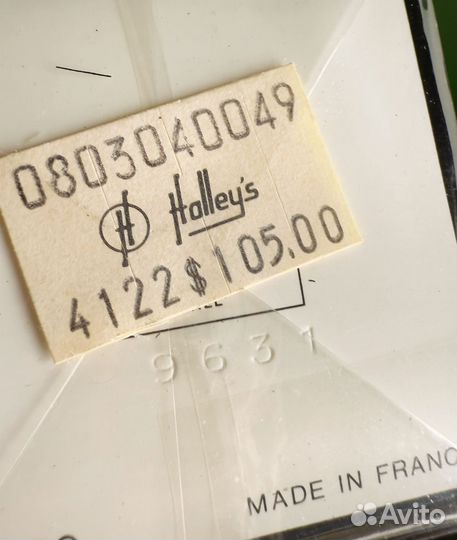 0803040049
H Halley's
4122$105.00
9631
MADE IN FRANC
Avito